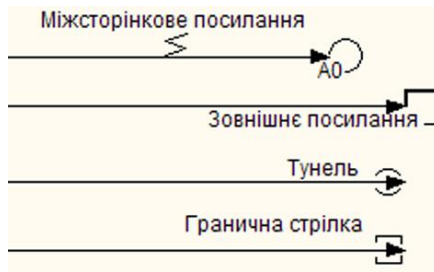 Міжсторінкове посилання
A0
Зовнішнє посилання
Тунель
Гранична стрілка